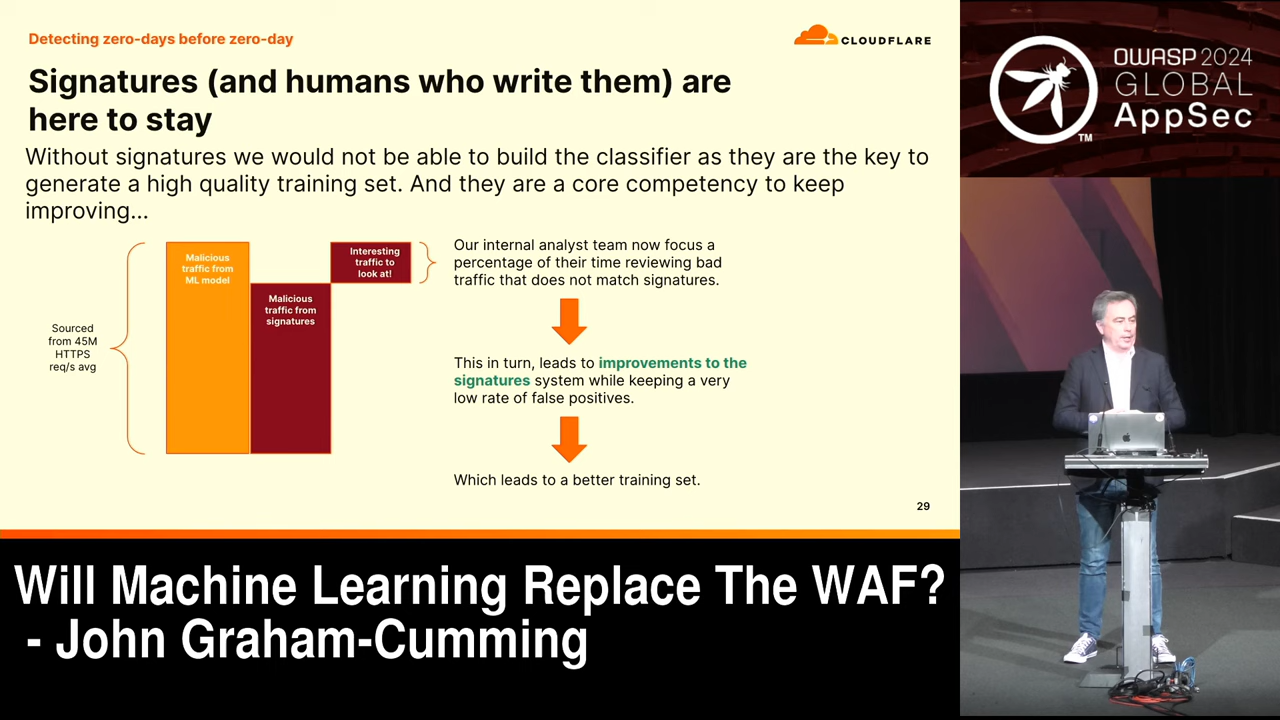 Detecting zero-days before zero-day
CLOUDFLARE
Signatures (and humans who write them) are
here to stay
Without signatures we would not be able to build the classifier as they are the key to
generate a high quality training set. And they are a core competency to keep
improving...
Sourced
from 45M
HTTPS
req/s avg
Malicious
traffic from
ML model
Malicious
traffic from
signatures
Interesting
traffic to
look at!
Our internal analyst team now focus a
percentage of their time reviewing bad
traffic that does not match signatures.
This in turn, leads to improvements to the
signatures system while keeping a very
low rate of false positives.
Which leads to a better training set.
29
OWASP 2024
GLOBAL
AppSec
TM
Will Machine Learning Replace The WAF?
- John Graham-Cumming